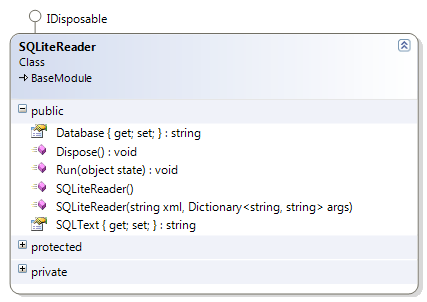 IDisposable
SQLiteReader
Class
BaseModule
public
Database { get; set; } : string
Dispose() : void
Run(object state) : void
SQLiteReader()
SQLiteReader(string xml, Dictionary<string, string> args)
SQLText { get; set; } : string
protected
private